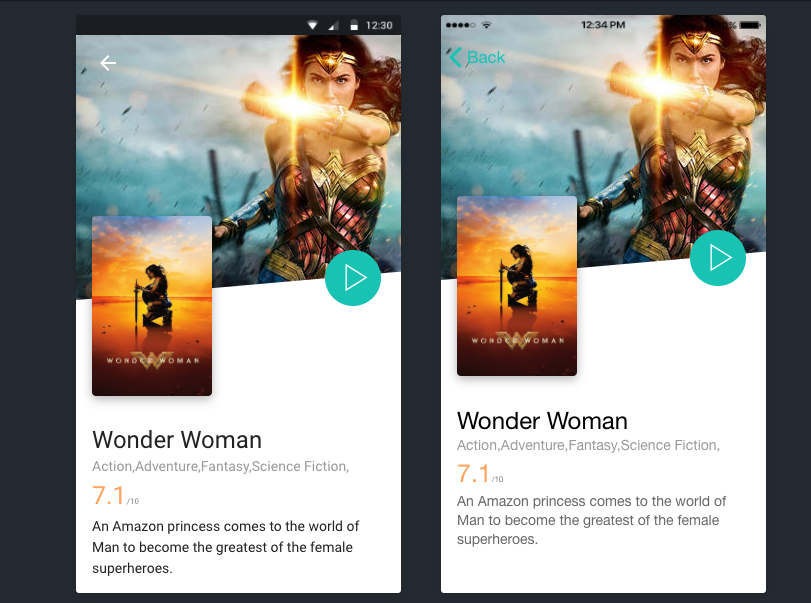 12:30
WONDER WOMAN
Wonder Woman
Action,Adventure,Fantasy,Science Fiction,
7.1/10
An Amazon princess comes to the world of
Man to become the greatest of the female
superheroes.
12:34 PM
%
Back
WONDER WOMAN
Wonder Woman
Action,Adventure,Fantasy,Science Fiction,
7.1/10
An Amazon princess comes to the world of
Man to become the greatest of the female
superheroes.